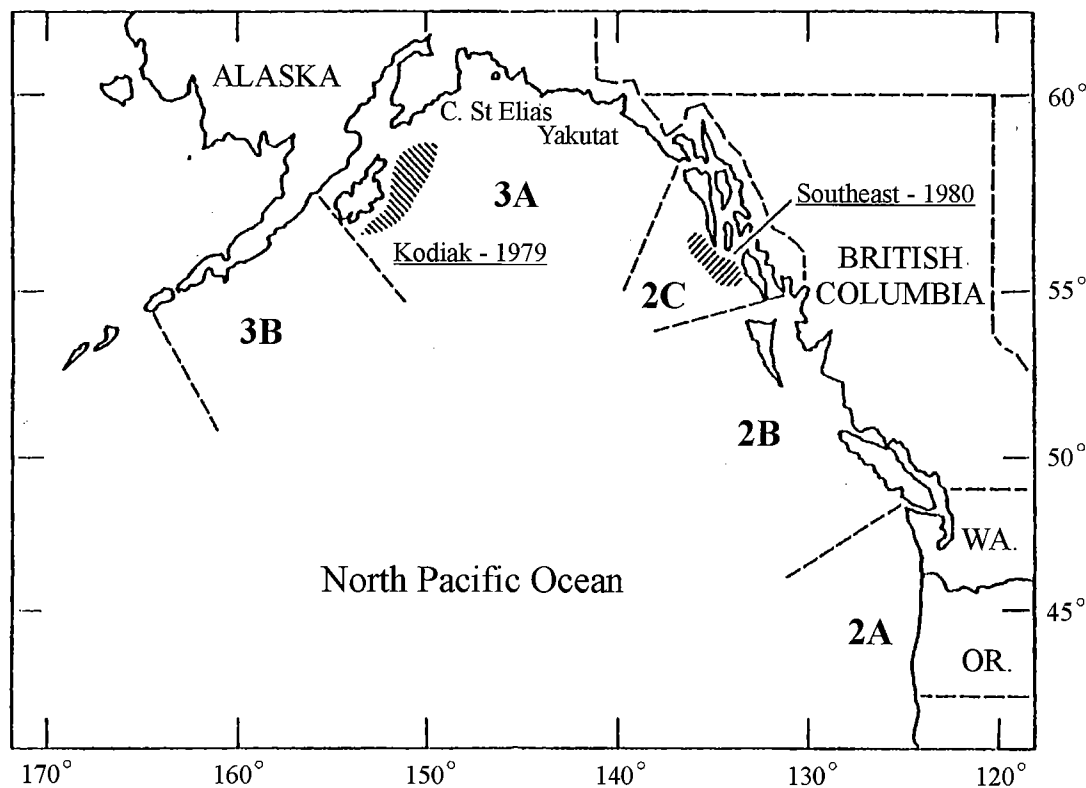 ALASKA
60°
C. St Elias
Yakutat
3A
Southeast - 1980
Kodiak - 1979
BRITISH
COLUMBIA
55°
2C
3B
2B
50°
WA.
North Pacific Ocean
45°
2A
OR.
170° 160° 150° 140° 130° 120°